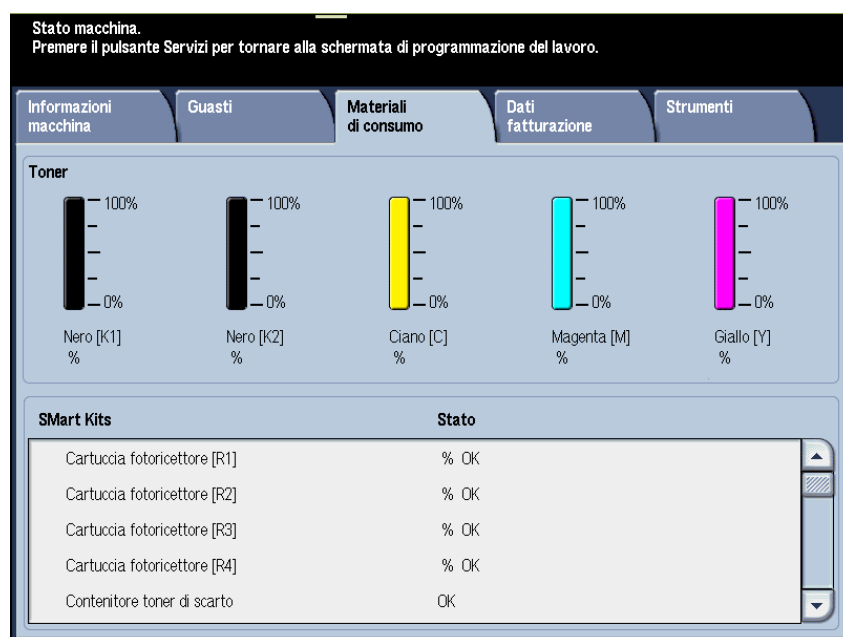 Stato macchina.
Premere il pulsante Servizi per tornare alla schermata di programmazione del lavoro.
Informazioni macchina
Guasti
Materiali di consumo
Dati fatturazione
Strumenti
Toner
100% 100% 100% 100% 100%
0% 0% 0% 0% 0%
Nero [K1] Nero [K2] Ciano [C] Magenta [M] Giallo [Y]
% % % % %
SMart Kits Stato
Cartuccia fotoricettore [R1] % OK
Cartuccia fotoricettore [R2] % OK
Cartuccia fotoricettore [R3] % OK
Cartuccia fotoricettore [R4] % OK
Contenitore toner di scarto OK